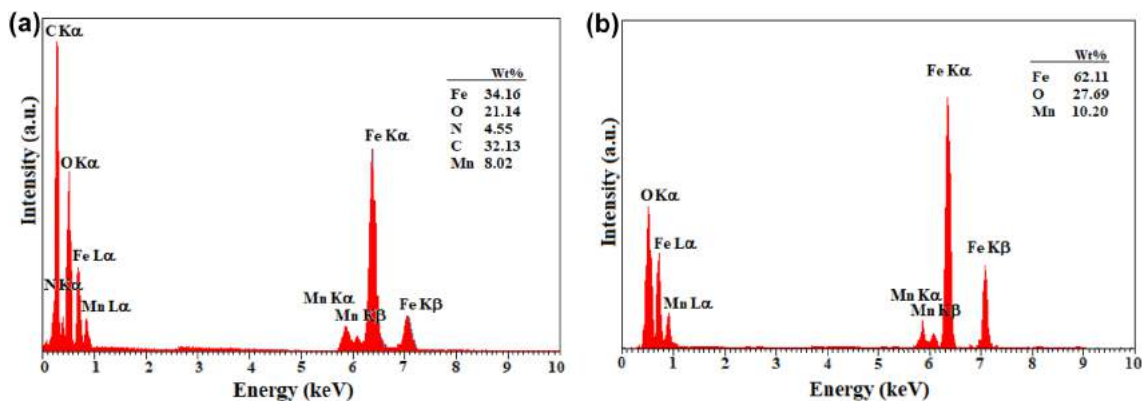 (a)
C Kα
O Kα
Fe Lα
N Kα
Mn Lα
Mn Kα
Mn Kβ
Fe Kα
Fe Kβ
Wt%
Fe 34.16
O 21.14
N 4.55
C 32.13
Mn 8.02
Intensity (a.u.)
0 1 2 3 4 5 6 7 8 9 10
Energy (keV)
(b)
O Kα
Fe Lα
Mn Lα
Mn Kα
Mn Kβ
Fe Kα
Fe Kβ
Wt%
Fe 62.11
O 27.69
Mn 10.20
Intensity (a.u.)
0 1 2 3 4 5 6 7 8 9 10
Energy (keV)